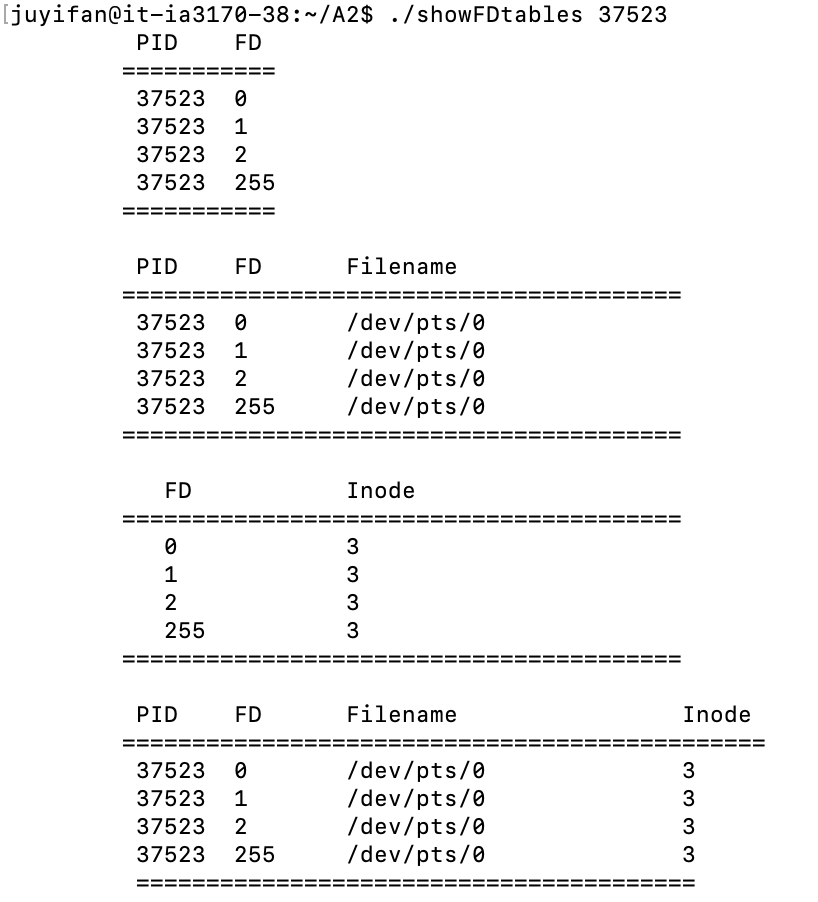 [juyifan@it-ia3170-38:~/A2$ ./showFDtables 37523
         PID    FD
        ===========
         37523  0
         37523  1
         37523  2
         37523  255
        ===========

         PID    FD      Filename
        ========================================
         37523  0       /dev/pts/0
         37523  1       /dev/pts/0
         37523  2       /dev/pts/0
         37523  255     /dev/pts/0
        ========================================

           FD           Inode
        ========================================
           0            3
           1            3
           2            3
           255          3
        ========================================

         PID    FD      Filename                Inode
        ==============================================
         37523  0       /dev/pts/0              3
         37523  1       /dev/pts/0              3
         37523  2       /dev/pts/0              3
         37523  255     /dev/pts/0              3
         ========================================